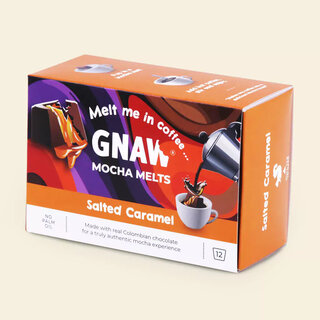 Melt me in coffee...
GNAW
MOCHA MELTS
Salted Caramel
NO
PALM
OIL
Made with real Colombian chocolate
for a truly authentic mocha experience
12
Salted Caramel